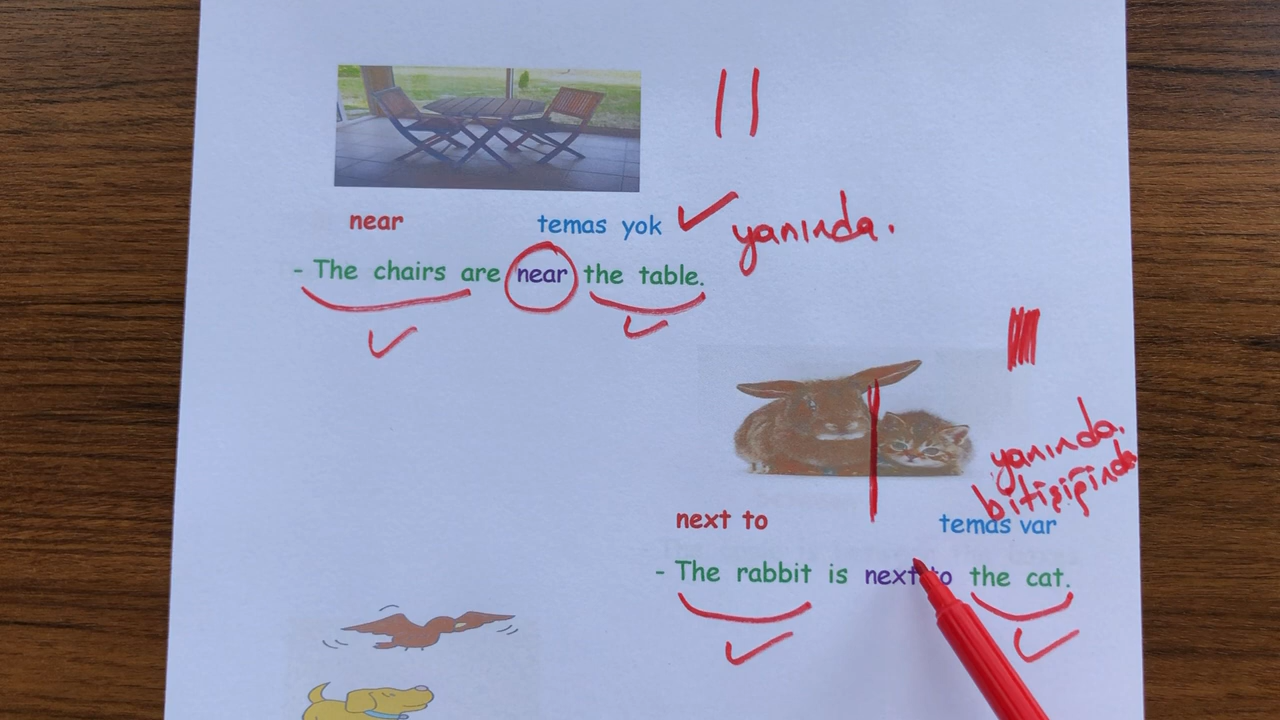 near temas yok yanında.
- The chairs are near the table.
yanında.
bitişiğinde
next to temas var
- The rabbit is next to the cat.